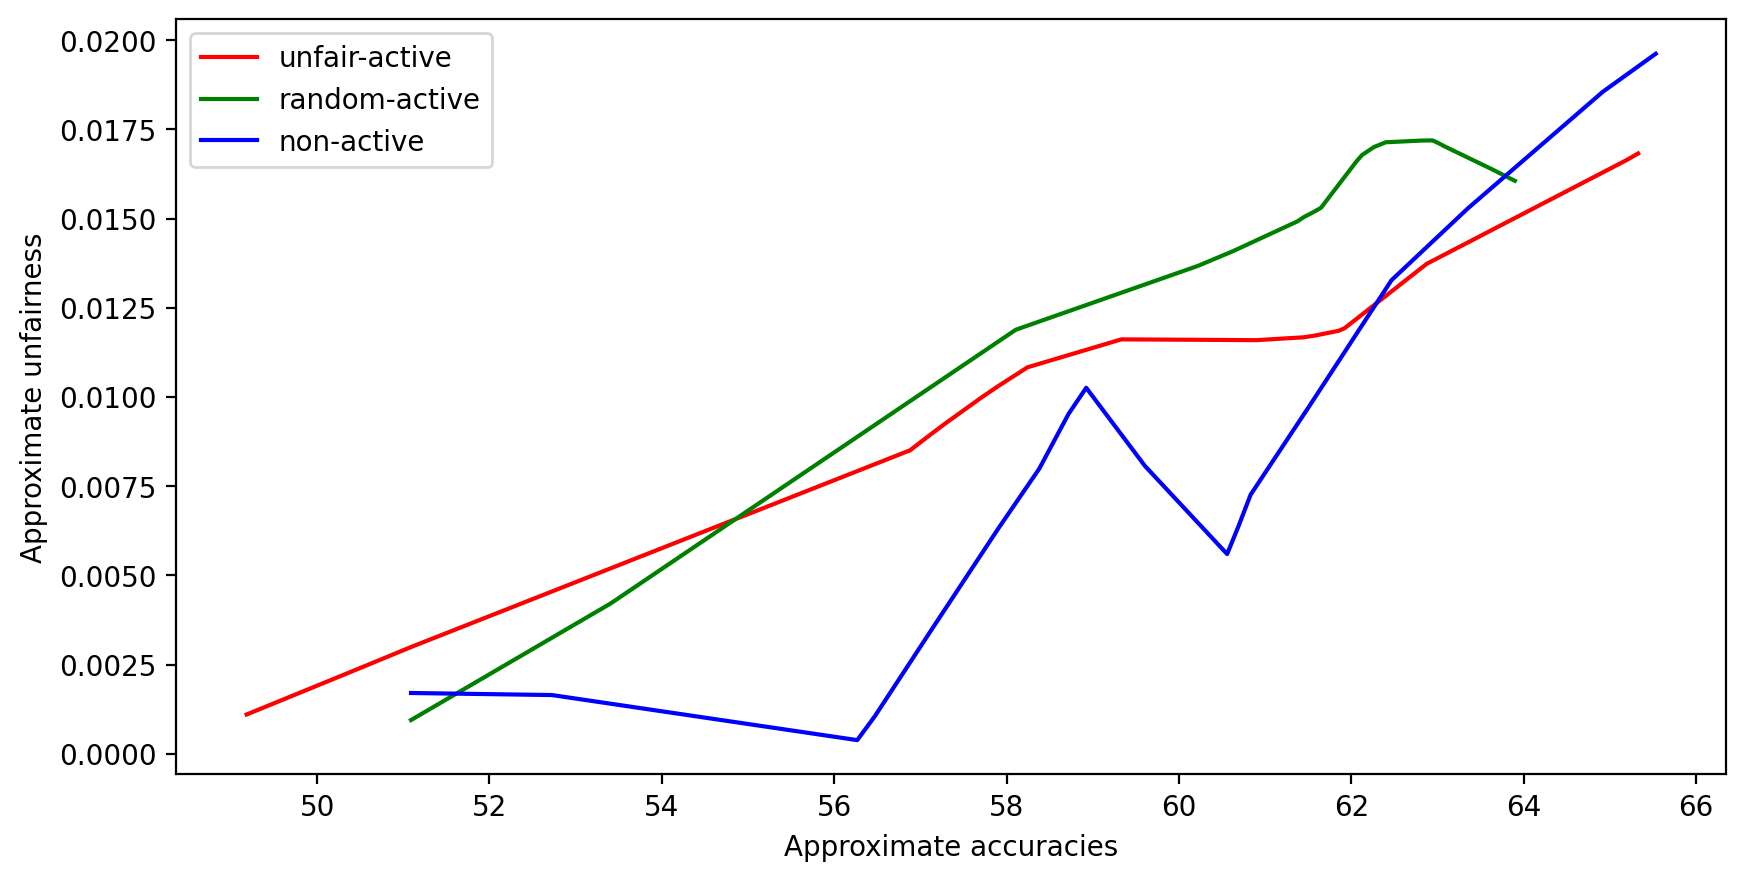 unfair-active
random-active
non-active
0.0200
0.0175
0.0150
0.0125
0.0100
0.0075
0.0050
0.0025
0.0000
Approximate unfairness
50 52 54 56 58 60 62 64 66
Approximate accuracies